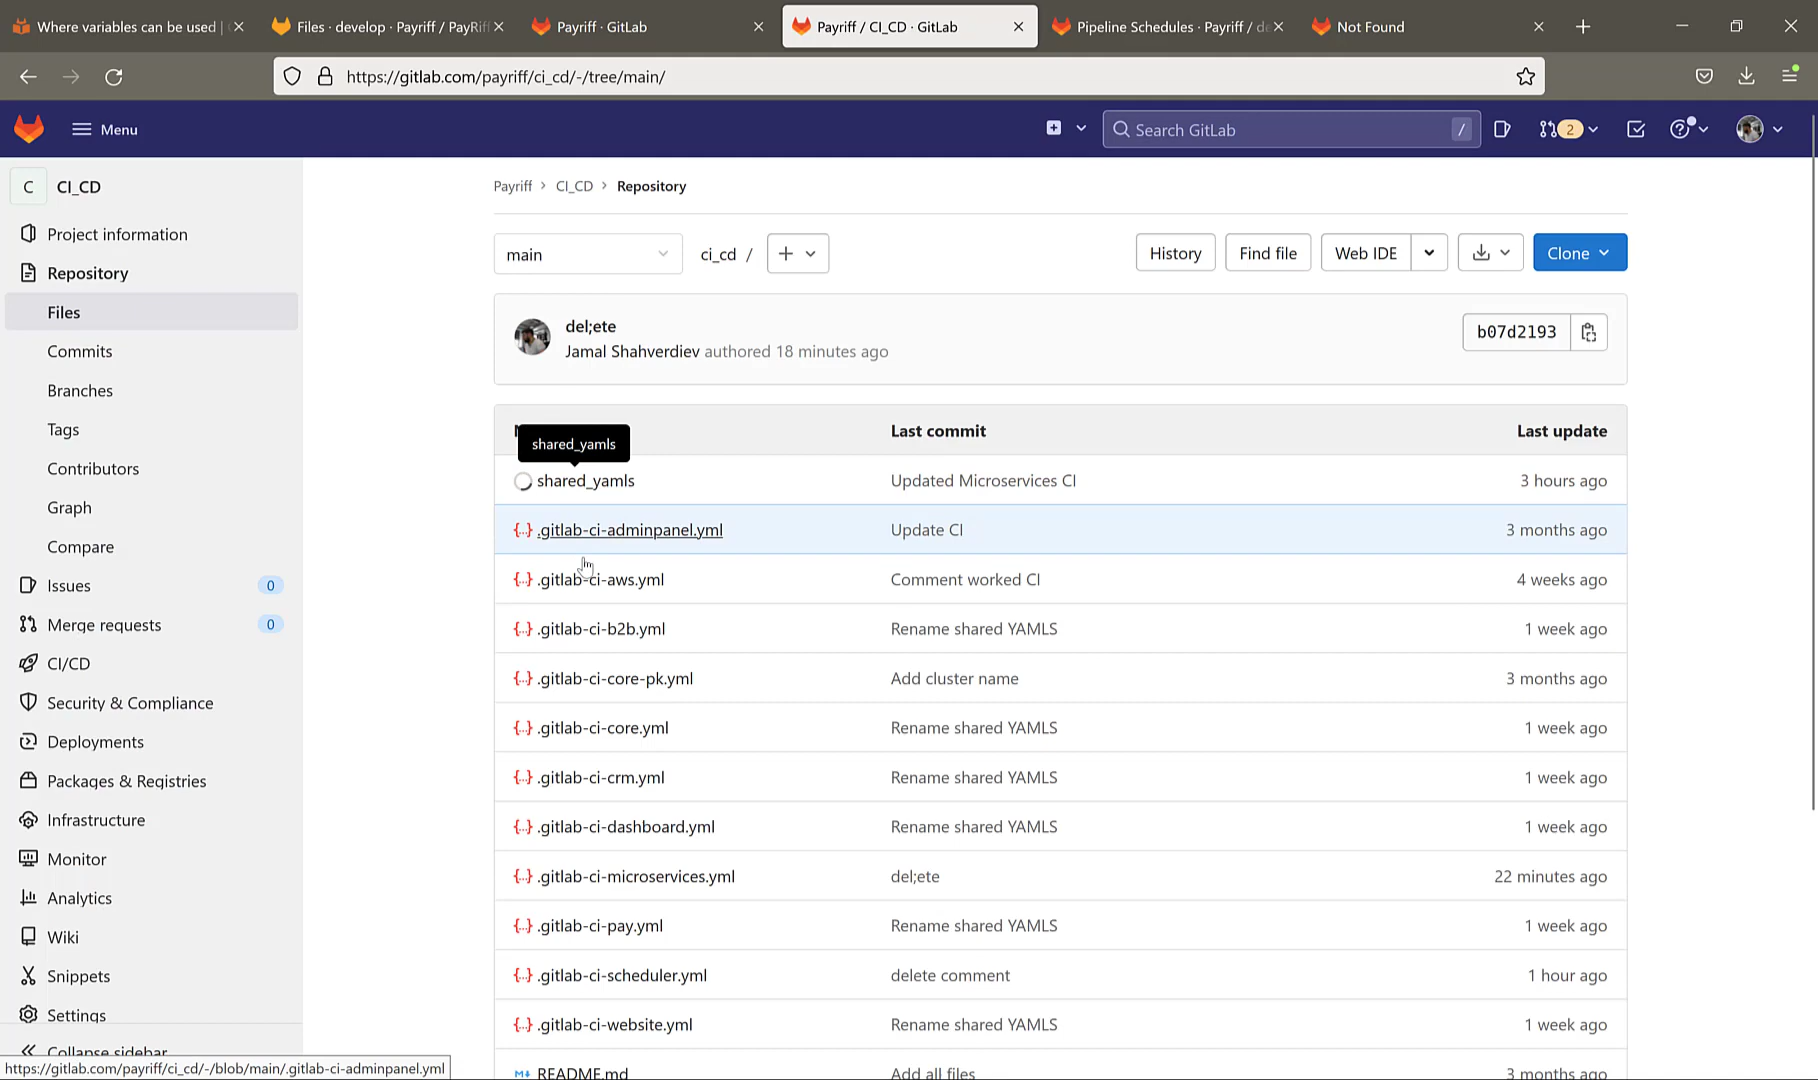 Where variables can be used |
Files · develop · Payriff / PayRiff
Payriff · GitLab
Payriff / CI_CD · GitLab
Pipeline Schedules · Payriff / de
Not Found
https://gitlab.com/payriff/ci_cd/-/tree/main/
Menu
Search GitLab
/
2
C
CI_CD
Project information
Repository
Files
Commits
Branches
Tags
Contributors
Graph
Compare
Issues 0
Merge requests 0
CI/CD
Security & Compliance
Deployments
Packages & Registries
Infrastructure
Monitor
Analytics
Wiki
Snippets
Settings
Collapse sidebar
Payriff > CI_CD > Repository
main
ci_cd /
History
Find file
Web IDE
Clone
del;ete
Jamal Shahverdiev authored 18 minutes ago
b07d2193
Last commit Last update
shared_yamls
shared_yamls Updated Microservices CI 3 hours ago
.gitlab-ci-adminpanel.yml Update CI 3 months ago
.gitlab-ci-aws.yml Comment worked CI 4 weeks ago
.gitlab-ci-b2b.yml Rename shared YAMLS 1 week ago
.gitlab-ci-core-pk.yml Add cluster name 3 months ago
.gitlab-ci-core.yml Rename shared YAMLS 1 week ago
.gitlab-ci-crm.yml Rename shared YAMLS 1 week ago
.gitlab-ci-dashboard.yml Rename shared YAMLS 1 week ago
.gitlab-ci-microservices.yml del;ete 22 minutes ago
.gitlab-ci-pay.yml Rename shared YAMLS 1 week ago
.gitlab-ci-scheduler.yml delete comment 1 hour ago
.gitlab-ci-website.yml Rename shared YAMLS 1 week ago
README.md Add all files 3 months ago
https://gitlab.com/payriff/ci_cd/-/blob/main/.gitlab-ci-adminpanel.yml